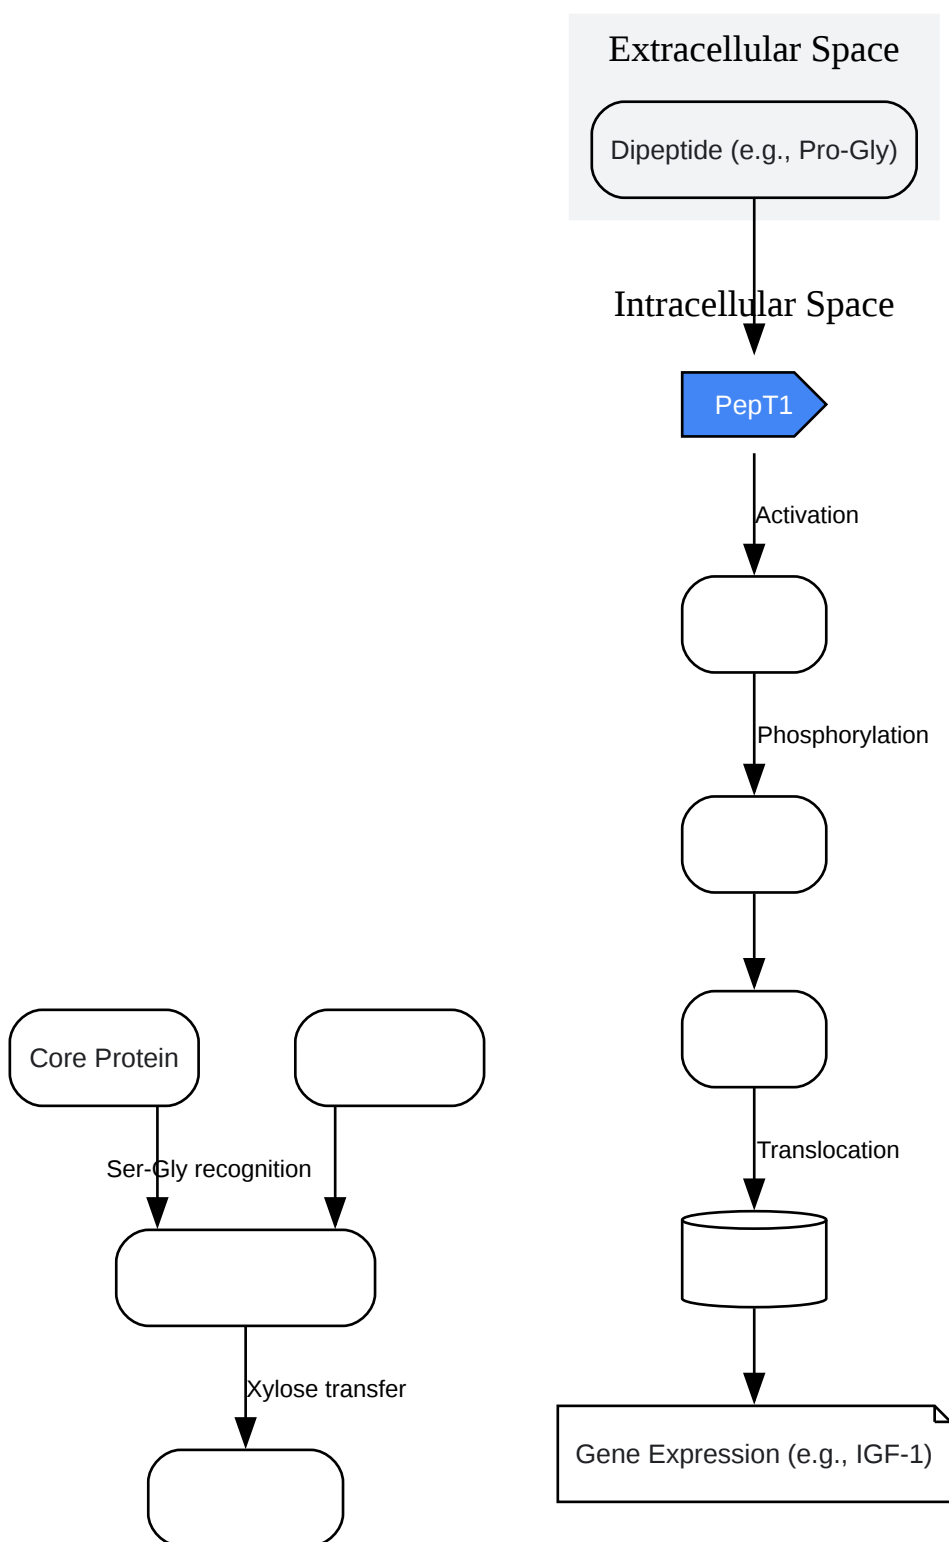 Extracellular Space
Dipeptide (e.g., Pro-Gly)
Intracellular Space
PepT1
Activation
Phosphorylation
Core Protein
Ser-Gly recognition
Translocation
Xylose transfer
Gene Expression (e.g., IGF-1)